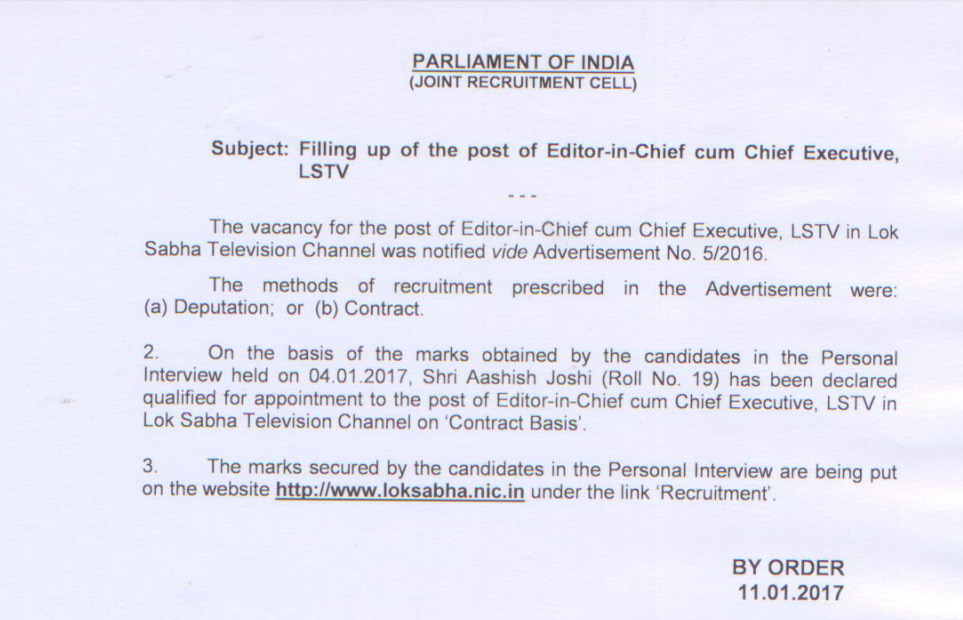 PARLIAMENT OF INDIA
(JOINT RECRUITMENT CELL)
Subject: Filling up of the post of Editor-in-Chief cum Chief Executive,
LSTV
- - -
The vacancy for the post of Editor-in-Chief cum Chief Executive, LSTV in Lok
Sabha Television Channel was notified vide Advertisement No. 5/2016.
The methods of recruitment prescribed in the Advertisement were:
(a) Deputation; or (b) Contract.
2. On the basis of the marks obtained by the candidates in the Personal
Interview held on 04.01.2017, Shri Aashish Joshi (Roll No. 19) has been declared
qualified for appointment to the post of Editor-in-Chief cum Chief Executive, LSTV in
Lok Sabha Television Channel on ‘Contract Basis’.
3. The marks secured by the candidates in the Personal Interview are being put
on the website http://www.loksabha.nic.in under the link ‘Recruitment’.
BY ORDER
11.01.2017